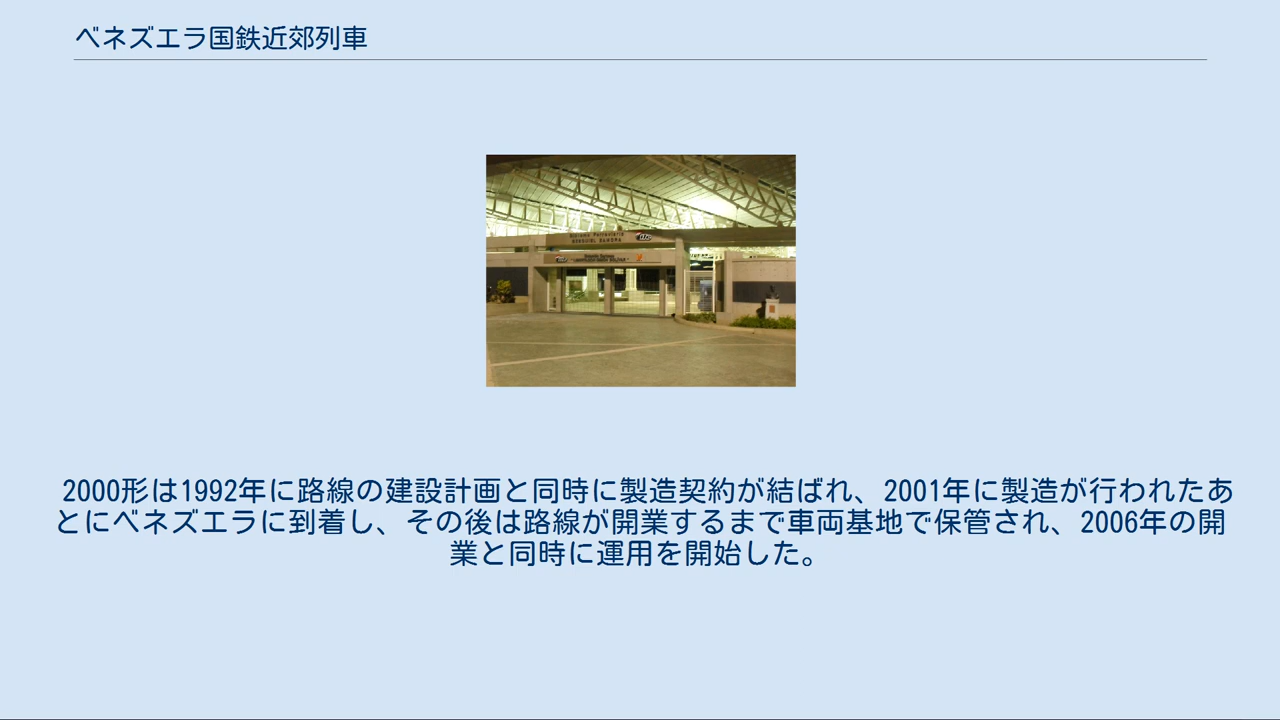 ベネズエラ国鉄近郊列車
Sistema Ferroviario
EZEQUIEL ZAMORA
2000形は1992年に路線の建設計画と同時に製造契約が結ばれ、2001年に製造が行われたあ
とにベネズエラに到着し、その後は路線が開業するまで車両基地で保管され、2006年の開
業と同時に運用を開始した。